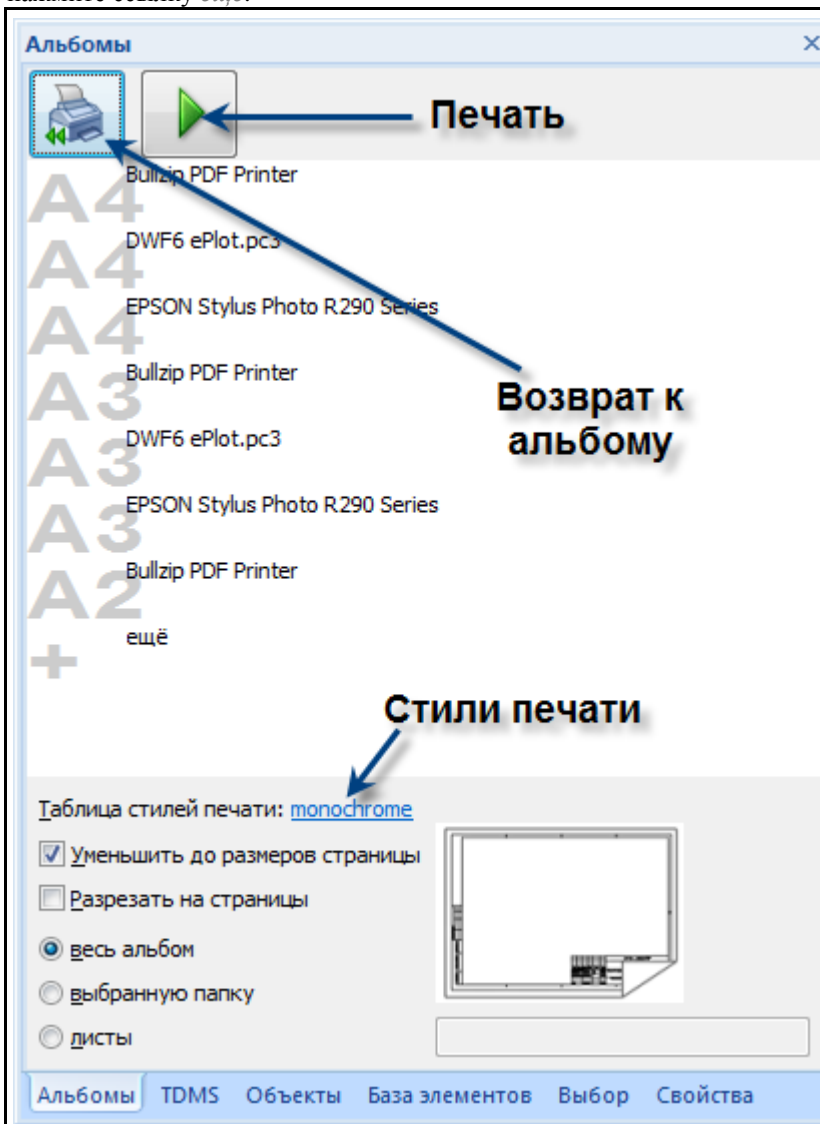 Альбомы
Печать
A4 Bullzip PDF Printer
A4 DWF6 ePlot.pc3
A4 EPSON Stylus Photo R290 Series
A3 Bullzip PDF Printer
Возврат к
альбому
A3 DWF6 ePlot.pc3
A3 EPSON Stylus Photo R290 Series
A2 Bullzip PDF Printer
+ ещё
Стили печати
Таблица стилей печати: monochrome
Уменьшить до размеров страницы
Разрезать на страницы
весь альбом
выбранную папку
листы
Альбомы TDMS Объекты База элементов Выбор Свойства